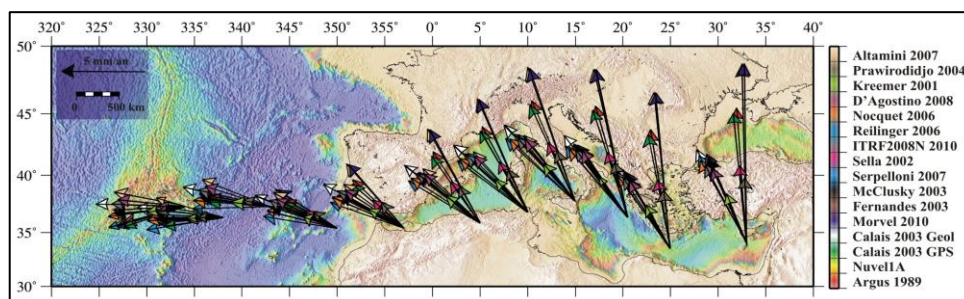 320° 325° 330° 335° 340° 345° 350° 355° 0° 5° 10° 15° 20° 25° 30° 35° 40°
50°
5 mm/an
0 500 km
45°
40°
35°
30°
Altamini 2007
Prawirodidjo 2004
Kreemer 2001
D'Agostino 2008
Nocquet 2006
Reilinger 2006
ITRF2008N 2010
Sella 2002
Serpelloni 2007
McClusky 2003
Fernandes 2003
Morvel 2010
Calais 2003 Geol
Calais 2003 GPS
Nuvel1A
Argus 1989